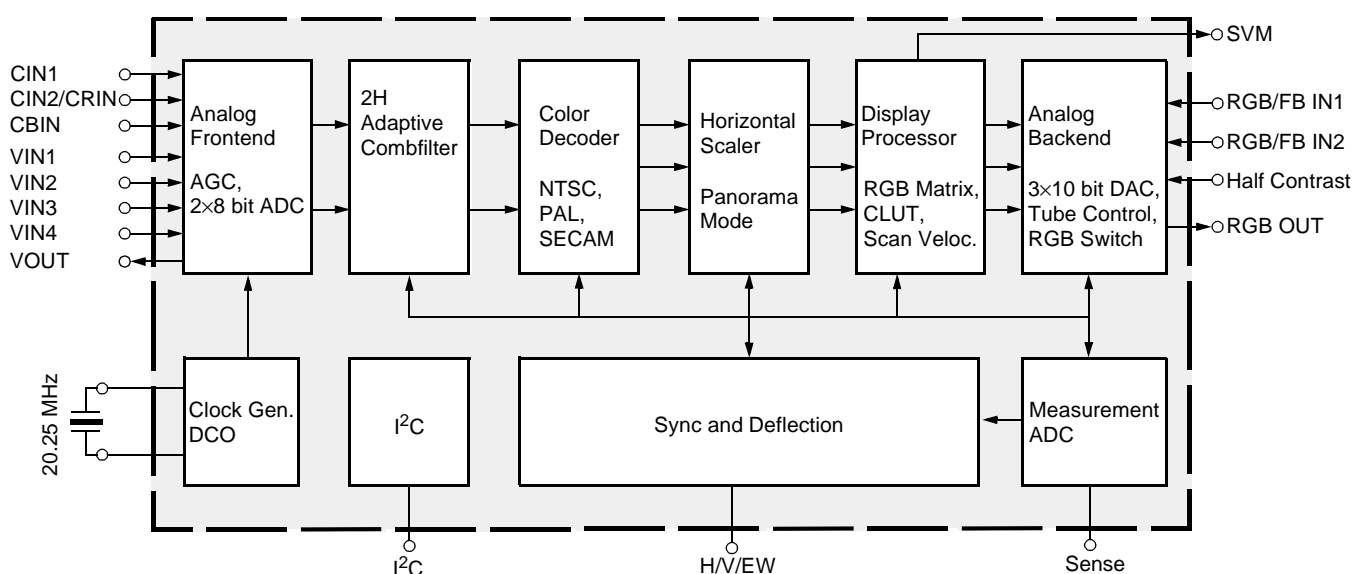 SVM
CIN1
CIN2/CRIN
CBIN
VIN1
VIN2
VIN3
VIN4
VOUT
Analog
Frontend
AGC,
2×8 bit ADC
2H
Adaptive
Combfilter
Color
Decoder
NTSC,
PAL,
SECAM
Horizontal
Scaler
Panorama
Mode
Display
Processor
RGB Matrix,
CLUT,
Scan Veloc.
Analog
Backend
3×10 bit DAC,
Tube Control,
RGB Switch
RGB/FB IN1
RGB/FB IN2
Half Contrast
RGB OUT
20.25 MHz
Clock Gen.
DCO
I²C
Sync and Deflection
Measurement
ADC
I²C
H/V/EW
Sense